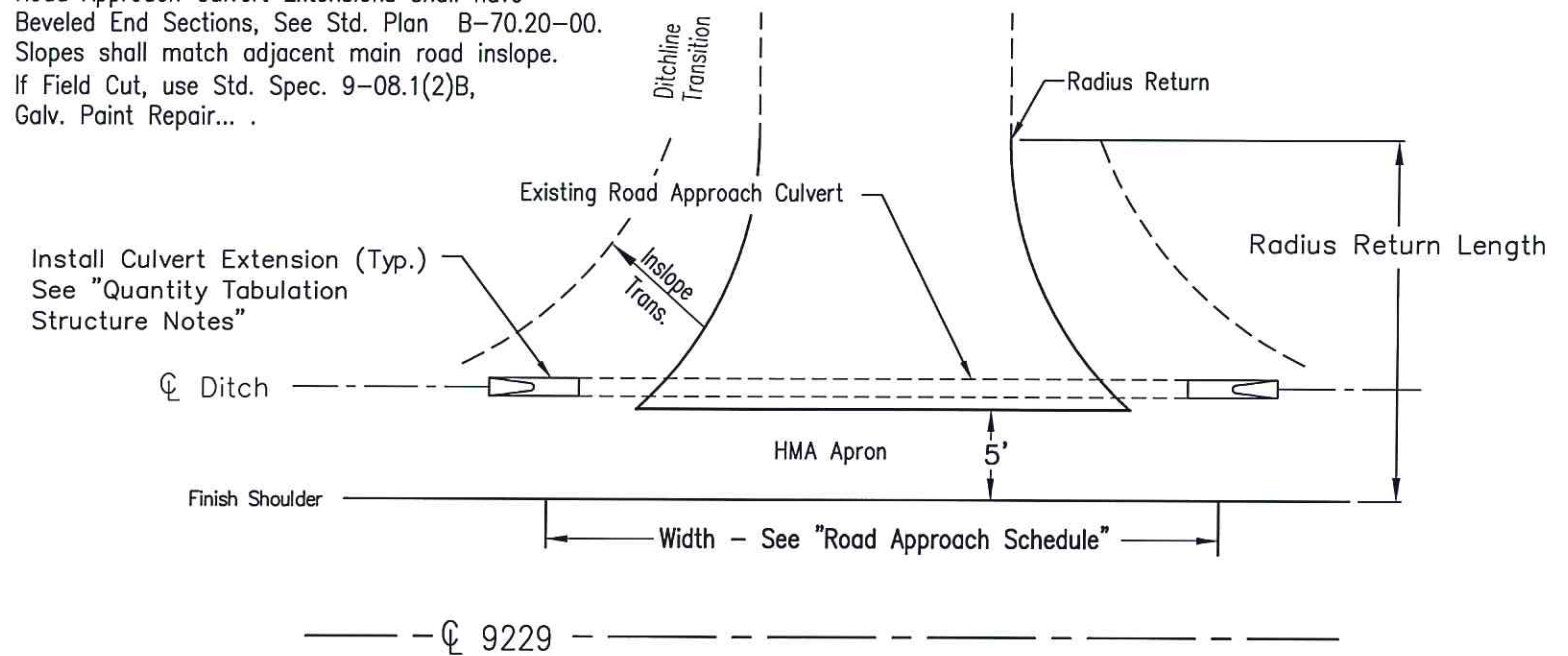 Beveled End Sections, See Std. Plan B-70.20-00.
Slopes shall match adjacent main road inslope.
If Field Cut, use Std. Spec. 9-08.1(2)B,
Galv. Paint Repair... .
Ditchline
Transition
Radius Return
Existing Road Approach Culvert
Radius Return Length
Install Culvert Extension (Typ.)
See "Quantity Tabulation
Structure Notes"
Inslope
Trans.
℄ Ditch
HMA Apron
5'
Finish Shoulder
Width - See "Road Approach Schedule"
℄ 9229